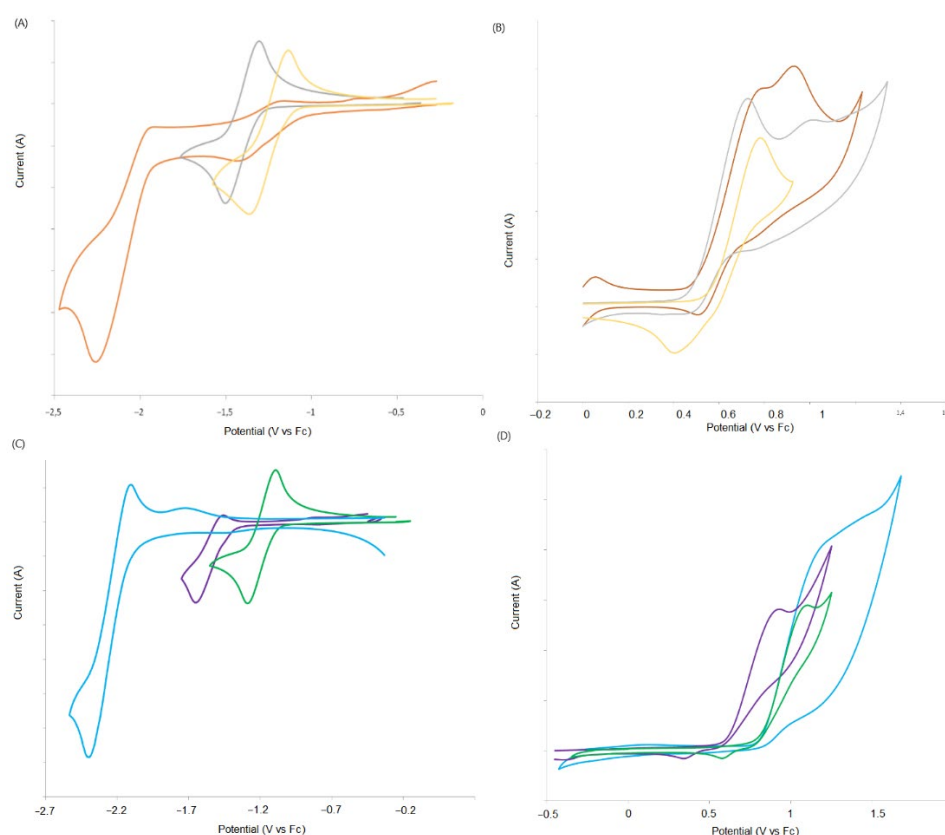 (A)
Current (A)
−2,5 −2 −1,5 −1 −0,5 0
Potential (V vs Fc)
(B)
Current (A)
−0.2 0 0.2 0.4 0.6 0.8 1 1,4
Potential (V vs Fc)
(C)
Current (A)
−2.7 −2.2 −1.7 −1.2 −0.7 −0.2
Potential (V vs Fc)
(D)
Current (A)
−0.5 0 0.5 1 1.5
Potential (V vs Fc)